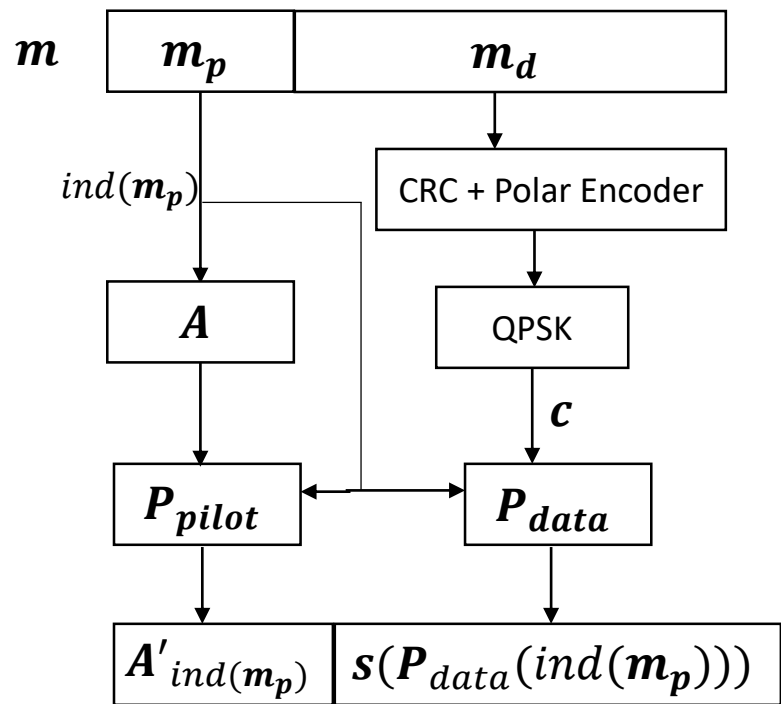 m m_p m_d
ind(m_p)
CRC + Polar Encoder
A QPSK
c
P_pilot P_data
A'_ind(m_p) s(P_data(ind(m_p)))